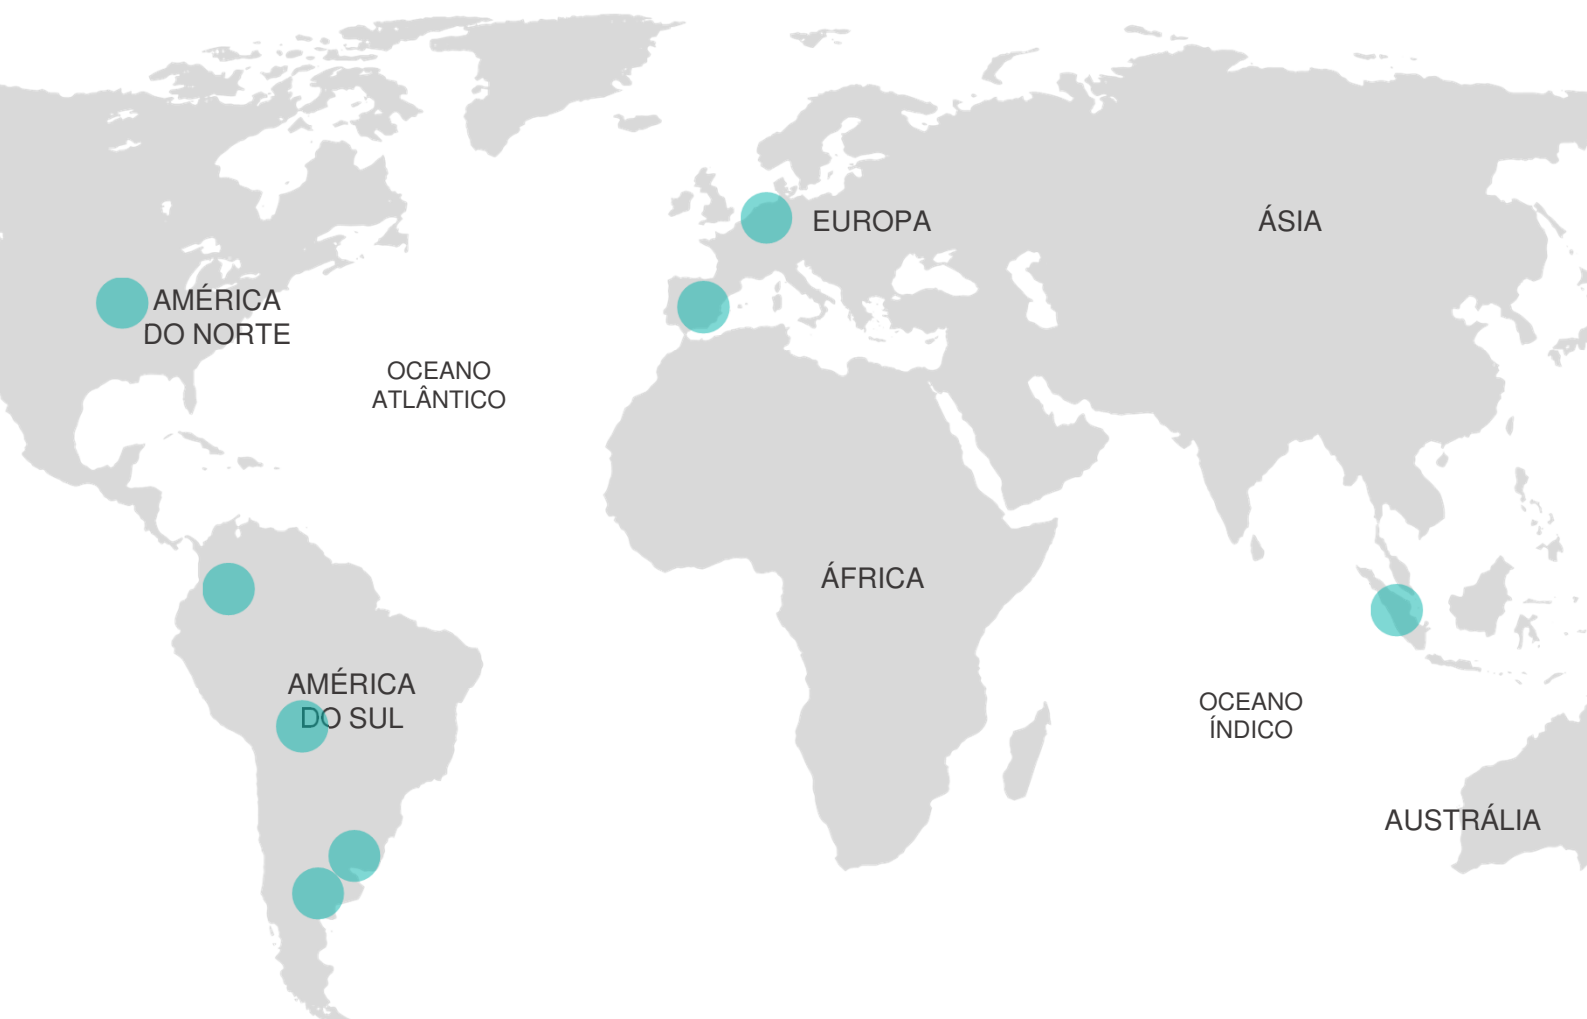 EUROPA
ÁSIA
AMÉRICA
DO NORTE
OCEANO
ATLÂNTICO
ÁFRICA
AMÉRICA
DO SUL
OCEANO
ÍNDICO
AUSTRÁLIA